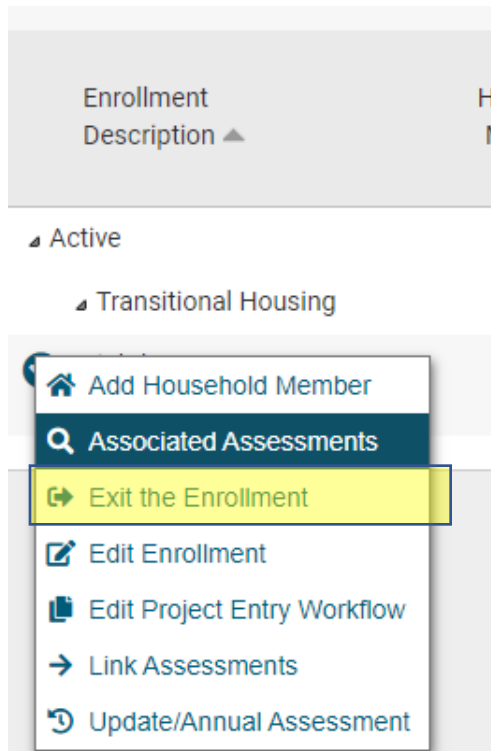 Enrollment
Description
Active
Transitional Housing
Add Household Member
Associated Assessments
Exit the Enrollment
Edit Enrollment
Edit Project Entry Workflow
Link Assessments
Update/Annual Assessment